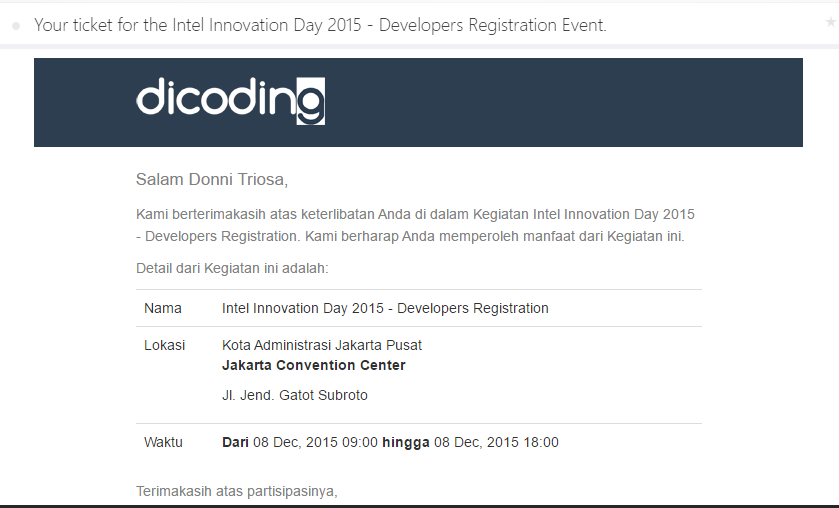 Your ticket for the Intel Innovation Day 2015 - Developers Registration Event.
dicoding
Salam Donni Triosa,
Kami berterimakasih atas keterlibatan Anda di dalam Kegiatan Intel Innovation Day 2015
- Developers Registration. Kami berharap Anda memperoleh manfaat dari Kegiatan ini.
Detail dari Kegiatan ini adalah:
Nama Intel Innovation Day 2015 - Developers Registration
Lokasi Kota Administrasi Jakarta Pusat
Jakarta Convention Center
Jl. Jend. Gatot Subroto
Waktu Dari 08 Dec, 2015 09:00 hingga 08 Dec, 2015 18:00
Terimakasih atas partisipasinya,